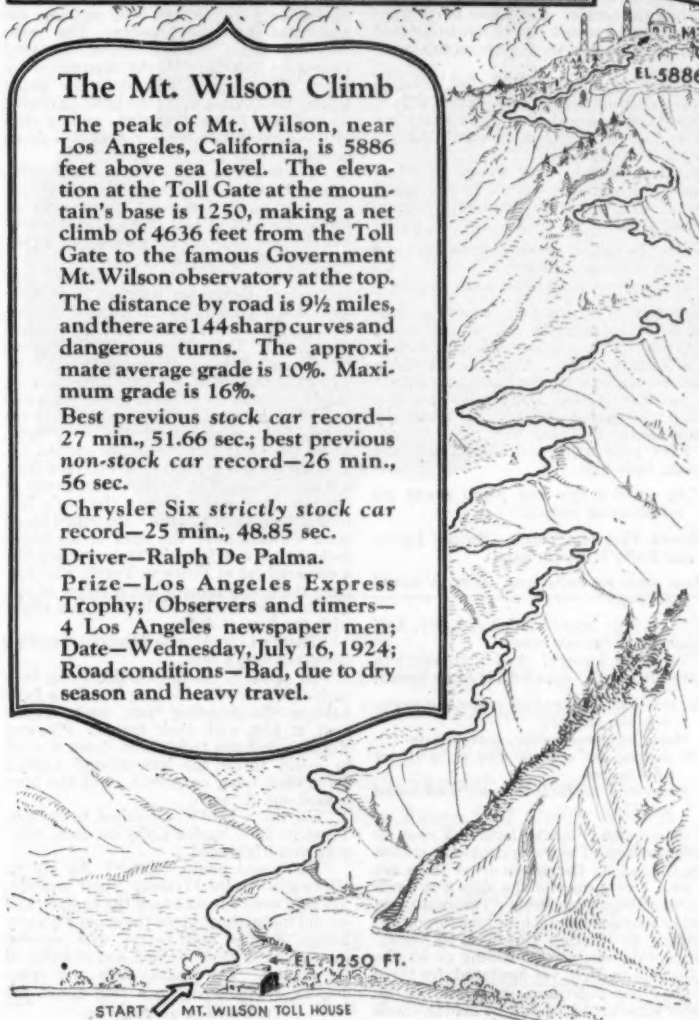 The Mt. Wilson Climb
The peak of Mt. Wilson, near
Los Angeles, California, is 5886
feet above sea level. The eleva-
tion at the Toll Gate at the moun-
tain's base is 1250, making a net
climb of 4636 feet from the Toll
Gate to the famous Government
Mt. Wilson observatory at the top.
The distance by road is 9½ miles,
and there are 144 sharp curves and
dangerous turns. The approxi-
mate average grade is 10%. Maxi-
mum grade is 16%.
Best previous stock car record—
27 min., 51.66 sec.; best previous
non-stock car record—26 min.,
56 sec.
Chrysler Six strictly stock car
record—25 min., 48.85 sec.
Driver—Ralph De Palma.
Prize—Los Angeles Express
Trophy; Observers and timers—
4 Los Angeles newspaper men;
Date—Wednesday, July 16, 1924;
Road conditions—Bad, due to dry
season and heavy travel.
EL. 5886
EL. 1250 FT.
START MT. WILSON TOLL HOUSE